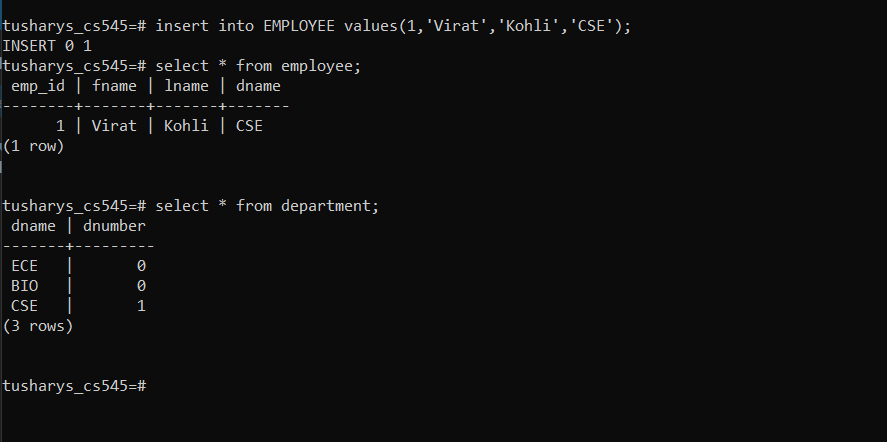 tusharys_cs545=# insert into EMPLOYEE values(1,'Virat','Kohli','CSE');
INSERT 0 1
tusharys_cs545=# select * from employee;
 emp_id | fname | lname | dname
--------+-------+-------+-------
      1 | Virat | Kohli | CSE
(1 row)
tusharys_cs545=# select * from department;
 dname | dnumber
-------+---------
 ECE   |       0
 BIO   |       0
 CSE   |       1
(3 rows)
tusharys_cs545=#